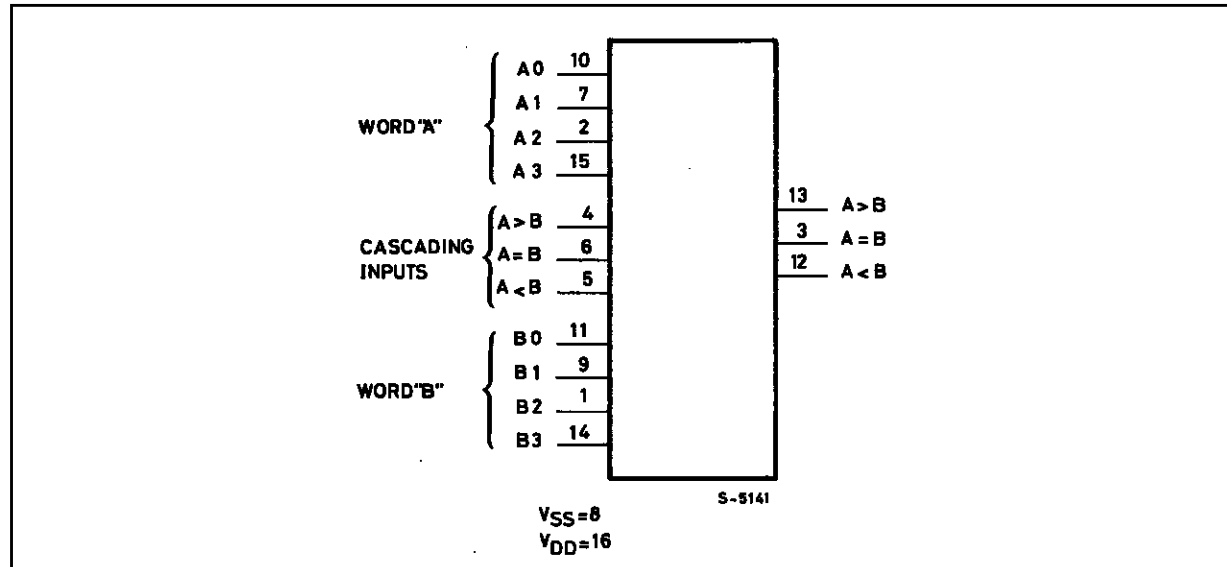 A0 10
A1 7
WORD"A"
A2 2
A3 15
13 A>B
A>B 4
3 A=B
CASCADING
INPUTS
A=B 6
12 A<B
A<B 5
B0 11
B1 9
WORD"B"
B2 1
B3 14
S-5141
VSS=8
VDD=16